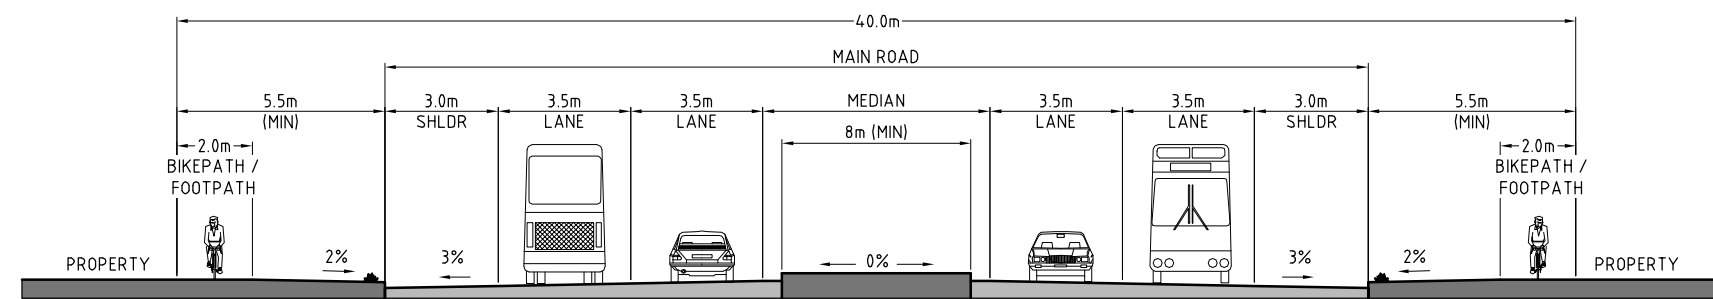 40.0m
MAIN ROAD
5.5m
(MIN)
3.0m
SHLDR
3.5m
LANE
3.5m
LANE
MEDIAN
8m (MIN)
3.5m
LANE
3.5m
LANE
3.0m
SHLDR
5.5m
(MIN)
2.0m
BIKEPATH /
FOOTPATH
2.0m
BIKEPATH /
FOOTPATH
PROPERTY
2%
3%
0%
3%
2%
PROPERTY